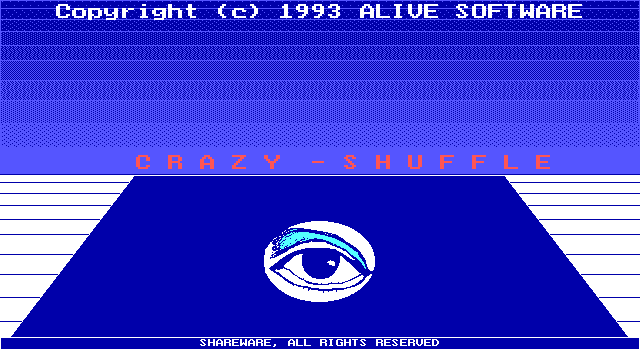 Copyright (c) 1993 ALIVE SOFTWARE
CRAZY-SHUFFLE
SHAREWARE, ALL RIGHTS RESERVED